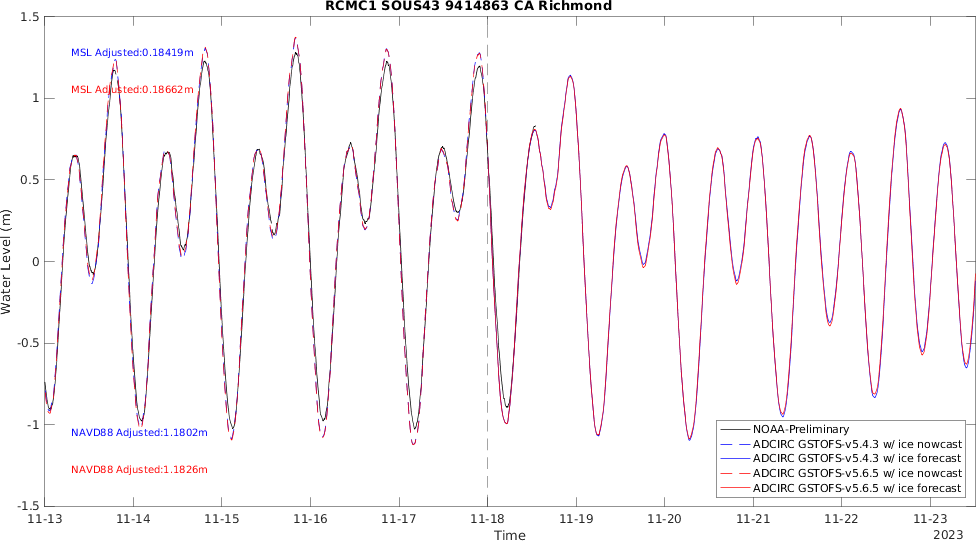 RCMC1 SOUS43 9414863 CA Richmond
1.5
MSL Adjusted:0.18419m
MSL Adjusted:0.18662m
1
0.5
Water Level (m)
0
-0.5
-1
NAVD88 Adjusted:1.1802m
NAVD88 Adjusted:1.1826m
-1.5
NOAA-Preliminary
ADCIRC GSTOFS-v5.4.3 w/ ice nowcast
ADCIRC GSTOFS-v5.4.3 w/ ice forecast
ADCIRC GSTOFS-v5.6.5 w/ ice nowcast
ADCIRC GSTOFS-v5.6.5 w/ ice forecast
11-13 11-14 11-15 11-16 11-17 11-18 11-19 11-20 11-21 11-22 11-23
Time
2023